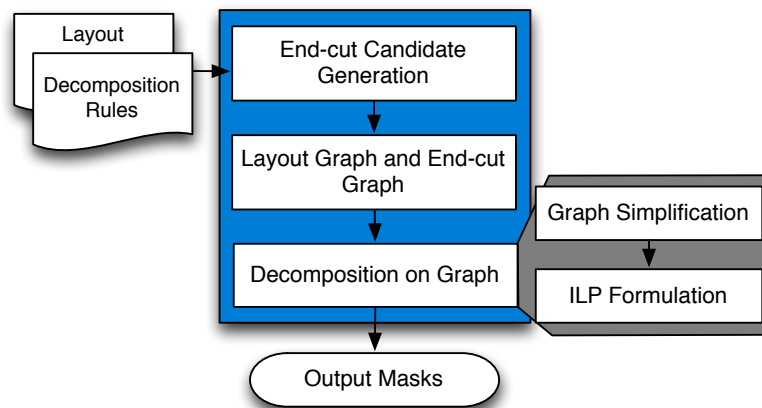 Layout
Decomposition
Rules
End-cut Candidate
Generation
Layout Graph and End-cut
Graph
Decomposition on Graph
Graph Simplification
ILP Formulation
Output Masks